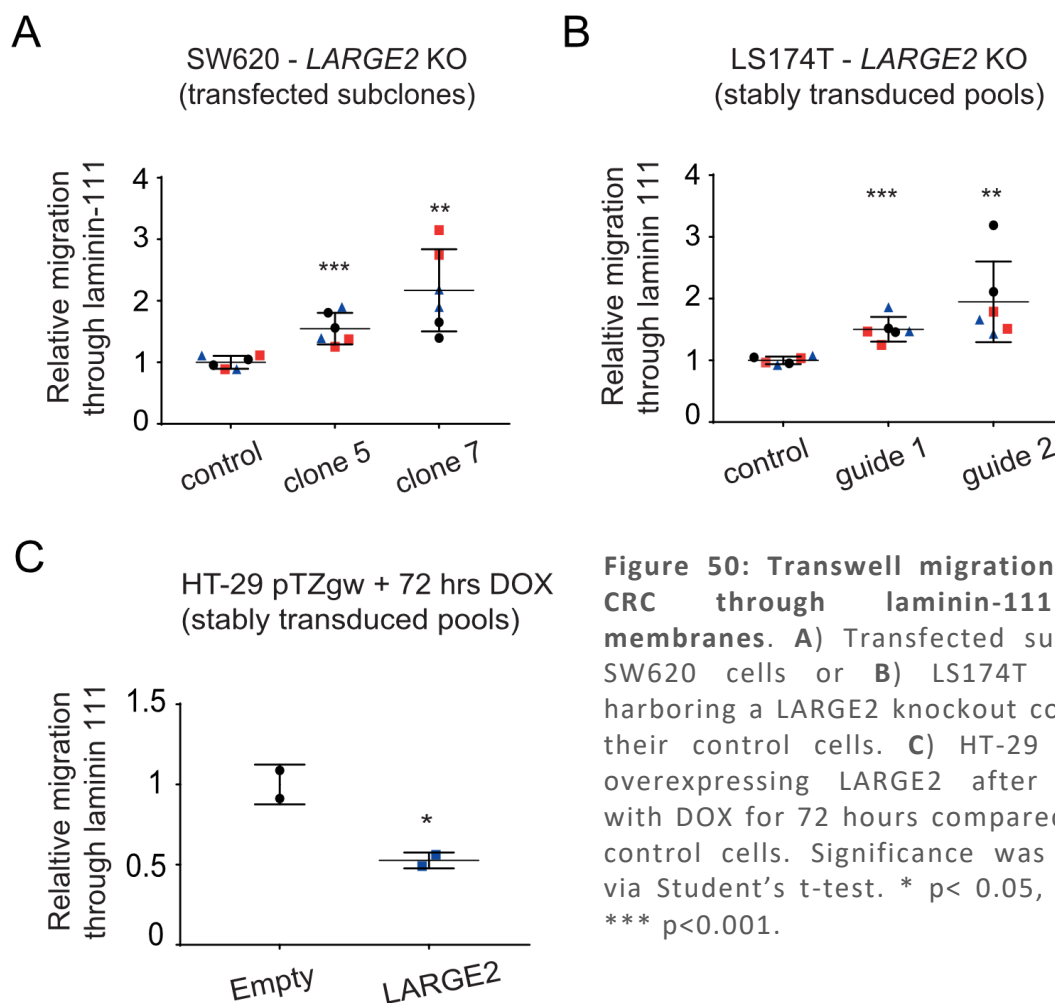 A
SW620 - LARGE2 KO
(transfected subclones)
Relative migration
through laminin-111
4
3
2
1
0
***
**
control
clone 5
clone 7
B
LS174T - LARGE2 KO
(stably transduced pools)
Relaltive migration
through laminin 111
4
3
2
1
0
***
**
control
guide 1
guide 2
C
HT-29 pTZgw + 72 hrs DOX
(stably transduced pools)
Relaltive migration
through laminin 111
1.5
1
0.5
0
*
Empty
LARGE2
Figure 50: Transwell migration
CRC through laminin-111
membranes. A) Transfected su
SW620 cells or B) LS174T
harboring a LARGE2 knockout co
their control cells. C) HT-29
overexpressing LARGE2 after
with DOX for 72 hours compared
control cells. Significance was
via Student's t-test. * p< 0.05,
*** p<0.001.